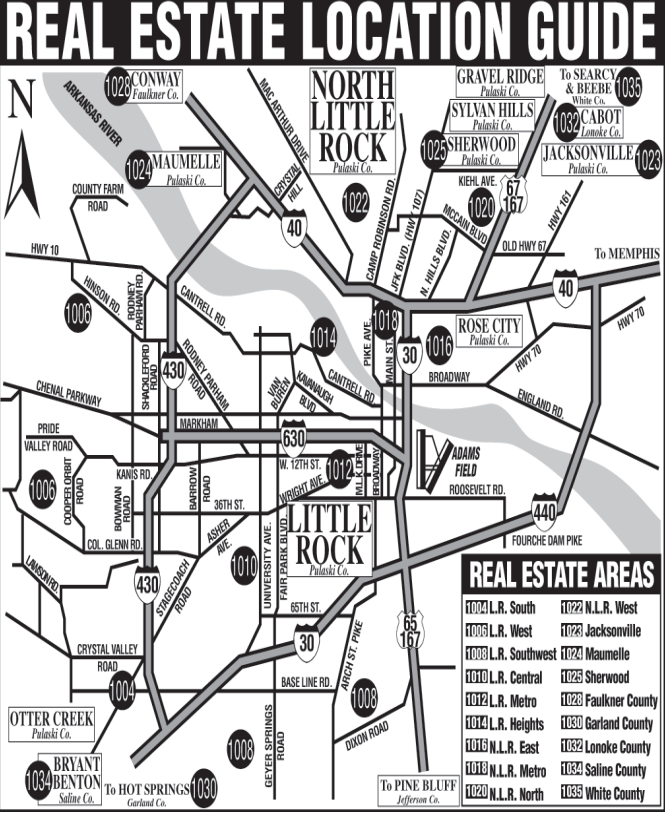 REAL ESTATE LOCATION GUIDE
N
ARKANSAS RIVER
1028 CONWAY
Faulkner Co.
MAC ARTHUR DRIVE
NORTH
LITTLE
ROCK
Pulaski Co.
GRAVEL RIDGE
Pulaski Co.
SYLVAN HILLS
Pulaski Co.
1025 SHERWOOD
Pulaski Co.
To SEARCY
& BEEBE
White Co.
1035
1032 CABOT
Lonoke Co.
JACKSONVILLE
Pulaski Co.
1023
1024 MAUMELLE
Pulaski Co.
CRYSTAL
HILL
1022
CAMP ROBINSON RD.
JFK BLVD. (HWY 107)
N. HILLS BLVD.
KIEHL AVE.
1020
67
167
MCCAIN BLVD
HWY 161
OLD HWY 67
To MEMPHIS
COUNTY FARM
ROAD
40
40
HWY 10
HINSON RD.
1006
RODNEY
PARHAM RD.
CANTRELL RD.
1014
PIKE AVE.
1018
MAIN ST.
30
1016
ROSE CITY
Pulaski Co.
HWY 70
HWY 70
SHACKLEFORD
ROAD
430
RODNEY PARHAM
ROAD
VAN
BUREN
KAVANAUGH
BLVD.
CANTRELL RD.
BROADWAY
ENGLAND RD.
CHENAL PARKWAY
MARKHAM
630
PRIDE
VALLEY ROAD
KANIS RD.
W. 12TH ST.
1012
M.L.K. DRIVE
BROADWAY
ADAMS
FIELD
1006
COOPER ORBIT
ROAD
BOWMAN
ROAD
BARROW
ROAD
36TH ST.
WRIGHT AVE.
ROOSEVELT RD.
440
FOURCHE DAM PIKE
COL. GLENN RD.
ASHER
AVE.
UNIVERSITY AVE.
FAIR PARK BLVD.
LITTLE
ROCK
Pulaski Co.
LAWSON RD.
430
STAGECOACH
ROAD
1010
65TH ST.
30
65
167
CRYSTAL VALLEY
ROAD
1004
BASE LINE RD.
ARCH ST. PIKE
1008
DIXON ROAD
OTTER CREEK
Pulaski Co.
1008
GEYER SPRINGS
ROAD
1034
BRYANT
BENTON
Saline Co.
To HOT SPRINGS
Garland Co.
1030
To PINE BLUFF
Jefferson Co.
REAL ESTATE AREAS
1004 L.R. South
1006 L.R. West
1008 L.R. Southwest
1010 L.R. Central
1012 L.R. Metro
1014 L.R. Heights
1016 N.L.R. East
1018 N.L.R. Metro
1020 N.L.R. North
1022 N.L.R. West
1023 Jacksonville
1024 Maumelle
1025 Sherwood
1028 Faulkner County
1030 Garland County
1032 Lonoke County
1034 Saline County
1035 White County